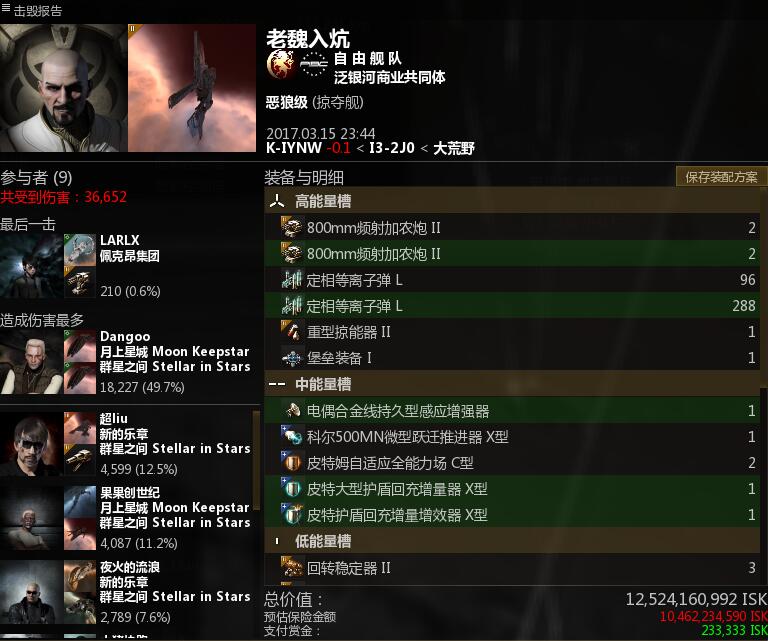 击毁报告
老魏入炕
自由舰队
泛银河商业共同体
恶狼级 (掠夺舰)
2017.03.15 23:44
K-IYNW -0.1 < I3-2J0 < 大荒野
参与者 (9)
共受到伤害：36,652
最后一击
LARLX
佩克昂集团
210 (0.6%)
造成伤害最多
Dangoo
月上星城 Moon Keepstar
群星之间 Stellar in Stars
18,227 (49.7%)
超liu
新的乐章
群星之间 Stellar in Stars
4,599 (12.5%)
果果创世纪
月上星城 Moon Keepstar
群星之间 Stellar in Stars
4,087 (11.2%)
夜火的流浪
新的乐章
群星之间 Stellar in Stars
2,789 (7.6%)
装备与明细
保存装配方案
高能量槽
800mm频射加农炮 II 2
800mm频射加农炮 II 2
定相等离子弹 L 96
定相等离子弹 L 288
重型掠能器 II 1
堡垒装备 I 1
中能量槽
电偶合金线持久型感应增强器 1
科尔500MN微型跃迁推进器 X型 1
皮特姆自适应全能力场 C型 2
皮特大型护盾回充增量器 X型 1
皮特护盾回充增量增效器 X型 1
低能量槽
回转稳定器 II 3
总价值： 12,524,160,992 ISK
预估保险金额 10,462,234,590 ISK
支付赏金： 233,333 ISK